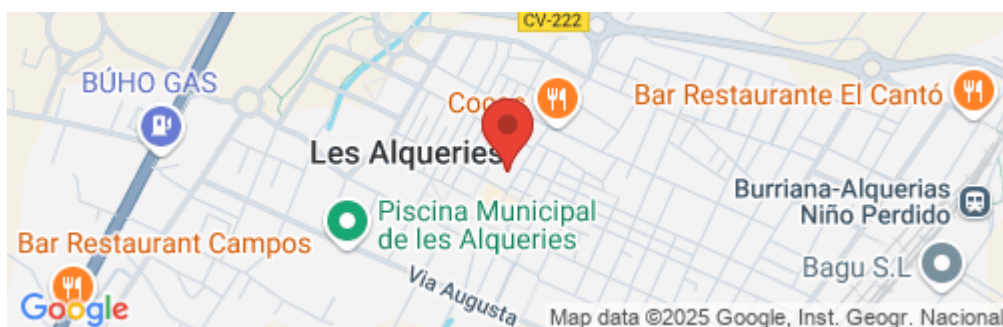 CV-222
BÚHO GAS
Bar Restaurante El Cantó
Les Alqueries
Burriana-Alquerias
Niño Perdido
Piscina Municipal
de les Alqueries
Bar Restaurant Campos
Bagu S.L
Via Augusta
Google
Map data ©2025 Google, Inst. Geogr. Nacional